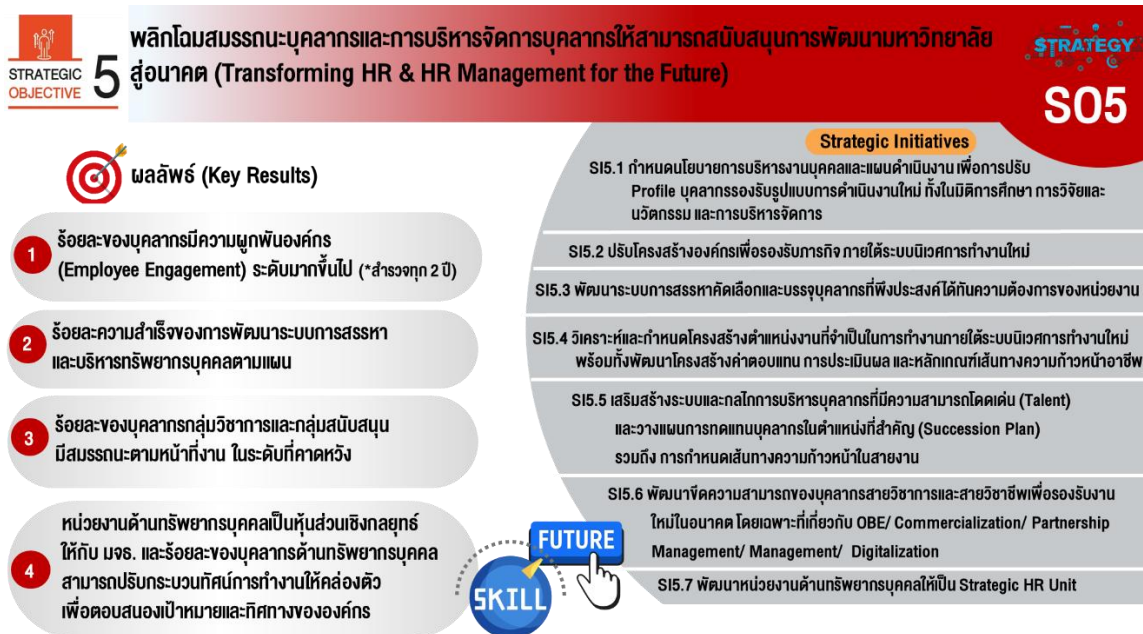 STRATEGIC
OBJECTIVE
5
พลิกโฉมสมรรถนะบุคลากรและการบริหารจัดการบุคลากรให้สามารถสนับสนุนการพัฒนามหาวิทยาลัย
สู่อนาคต (Transforming HR & HR Management for the Future)
STRATEGY
SO5
ผลลัพธ์ (Key Results)
1
ร้อยละของบุคลากรมีความผูกพันองค์กร
(Employee Engagement) ระดับมากขึ้นไป (*สำรวจทุก 2 ปี)
2
ร้อยละความสำเร็จของการพัฒนาระบบการสรรหา
และบริหารทรัพยากรบุคคลตามแผน
3
ร้อยละของบุคลากรกลุ่มวิชาการและกลุ่มสนับสนุน
มีสมรรถนะตามหน้าที่งาน ในระดับที่คาดหวัง
4
หน่วยงานด้านทรัพยากรบุคคลเป็นหุ้นส่วนเชิงกลยุทธ์
ให้กับ มจธ. และร้อยละของบุคลากรด้านทรัพยากรบุคคล
สามารถปรับกระบวนทัศน์การทำงานให้คล่องตัว
เพื่อตอบสนองเป้าหมายและทิศทางขององค์กร
FUTURE
SKILL
Strategic Initiatives
SI5.1 กำหนดนโยบายการบริหารงานบุคคลและแผนดำเนินงาน เพื่อการปรับ
Profile บุคลากรรองรับรูปแบบการดำเนินงานใหม่ ทั้งในมิติการศึกษา การวิจัยและ
นวัตกรรม และการบริหารจัดการ
SI5.2 ปรับโครงสร้างองค์กรเพื่อรองรับภารกิจ ภายใต้ระบบนิเวศการทำงานใหม่
SI5.3 พัฒนาระบบการสรรหาคัดเลือกและบรรจุบุคลากรที่พึงประสงค์ได้ทันความต้องการของหน่วยงาน
SI5.4 วิเคราะห์และกำหนดโครงสร้างตำแหน่งงานที่จำเป็นในการทำงานภายใต้ระบบนิเวศการทำงานใหม่
พร้อมทั้งพัฒนาโครงสร้างค่าตอบแทน การประเมินผล และหลักเกณฑ์เส้นทางความก้าวหน้าอาชีพ
SI5.5 เสริมสร้างระบบและกลไกการบริหารบุคลากรที่มีความสามารถโดดเด่น (Talent)
และวางแผนการทดแทนบุคลากรในตำแหน่งที่สำคัญ (Succession Plan)
รวมถึง การกำหนดเส้นทางความก้าวหน้าในสายงาน
SI5.6 พัฒนาขีดความสามารถของบุคลากรสายวิชาการและสายวิชาชีพเพื่อรองรับงาน
ใหม่ในอนาคต โดยเฉพาะที่เกี่ยวกับ OBE/ Commercialization/ Partnership
Management/ Management/ Digitalization
SI5.7 พัฒนาหน่วยงานด้านทรัพยากรบุคคลให้เป็น Strategic HR Unit